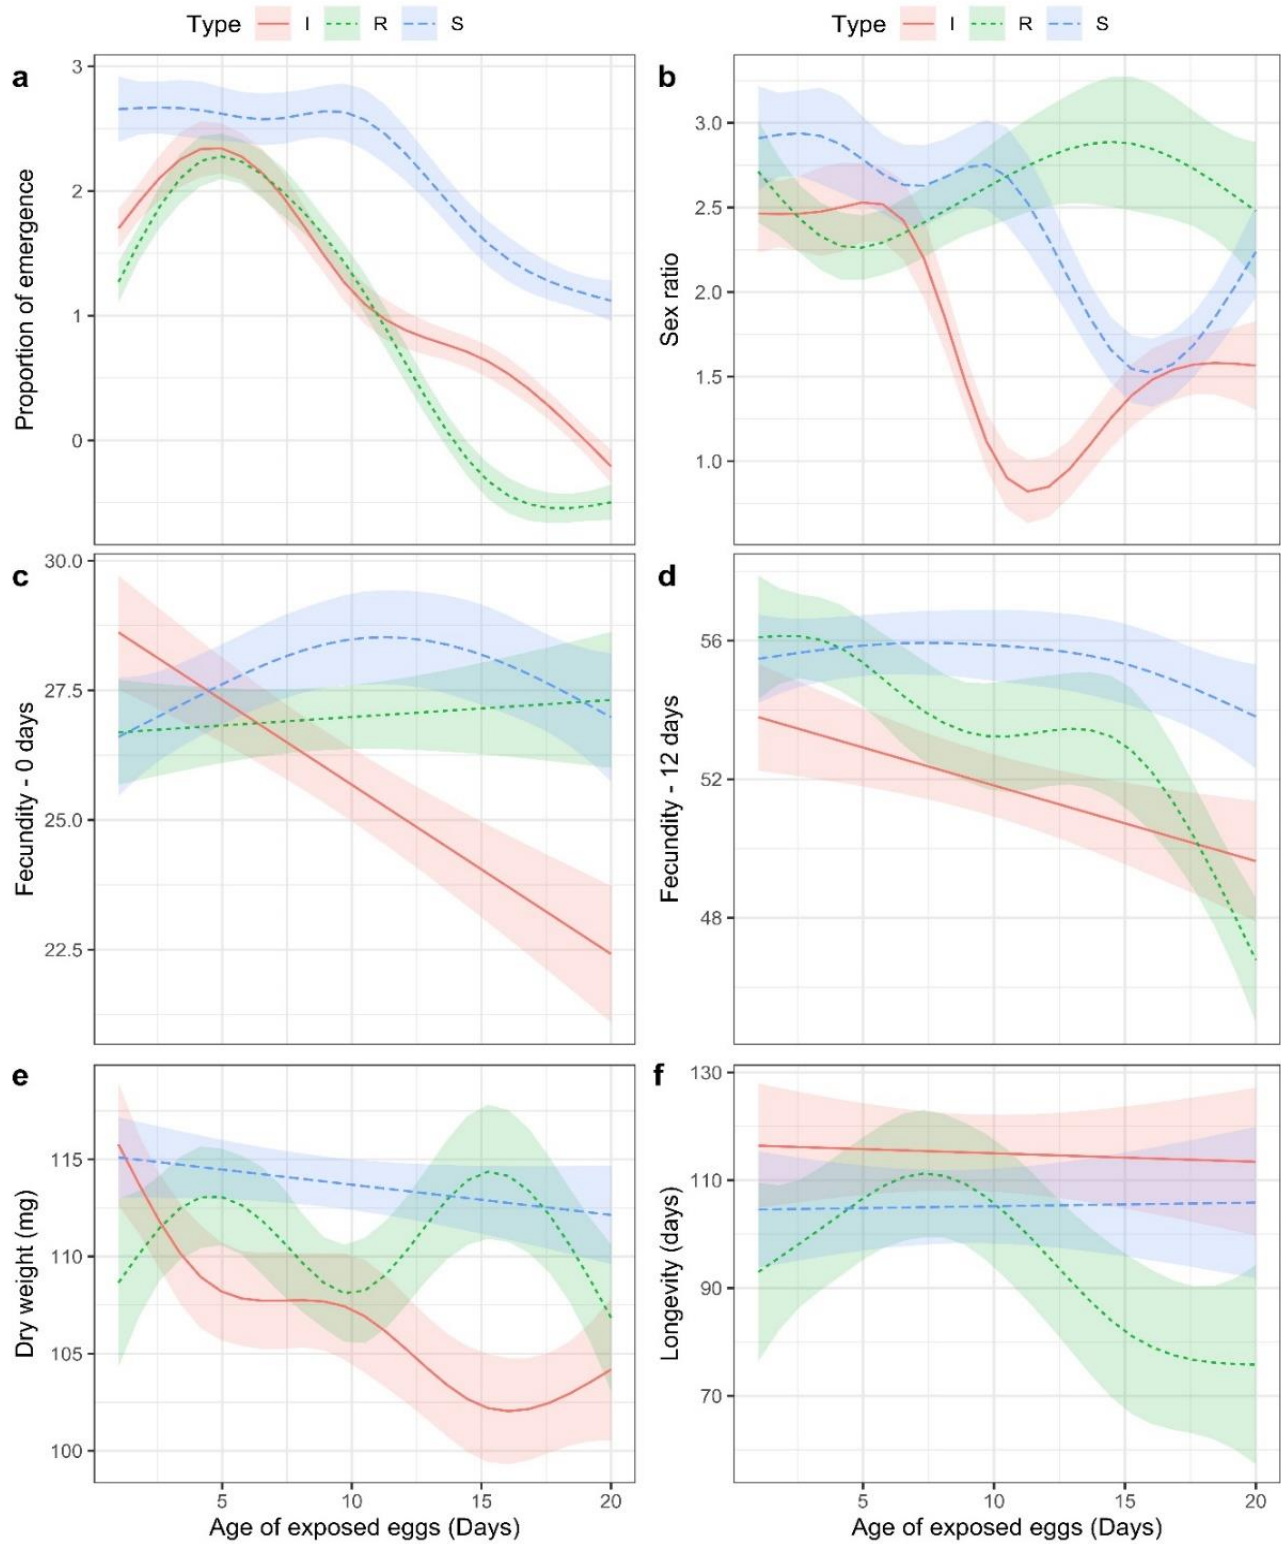 Type I R S
Type I R S
a
3
2
1
0
Proportion of emergence
b
3.0
2.5
2.0
1.5
1.0
Sex ratio
c
30.0
27.5
25.0
22.5
Fecundity - 0 days
d
56
52
48
Fecundity - 12 days
e
115
110
105
100
Dry weight (mg)
5 10 15 20
Age of exposed eggs (Days)
f
130
110
90
70
Longevity (days)
5 10 15 20
Age of exposed eggs (Days)